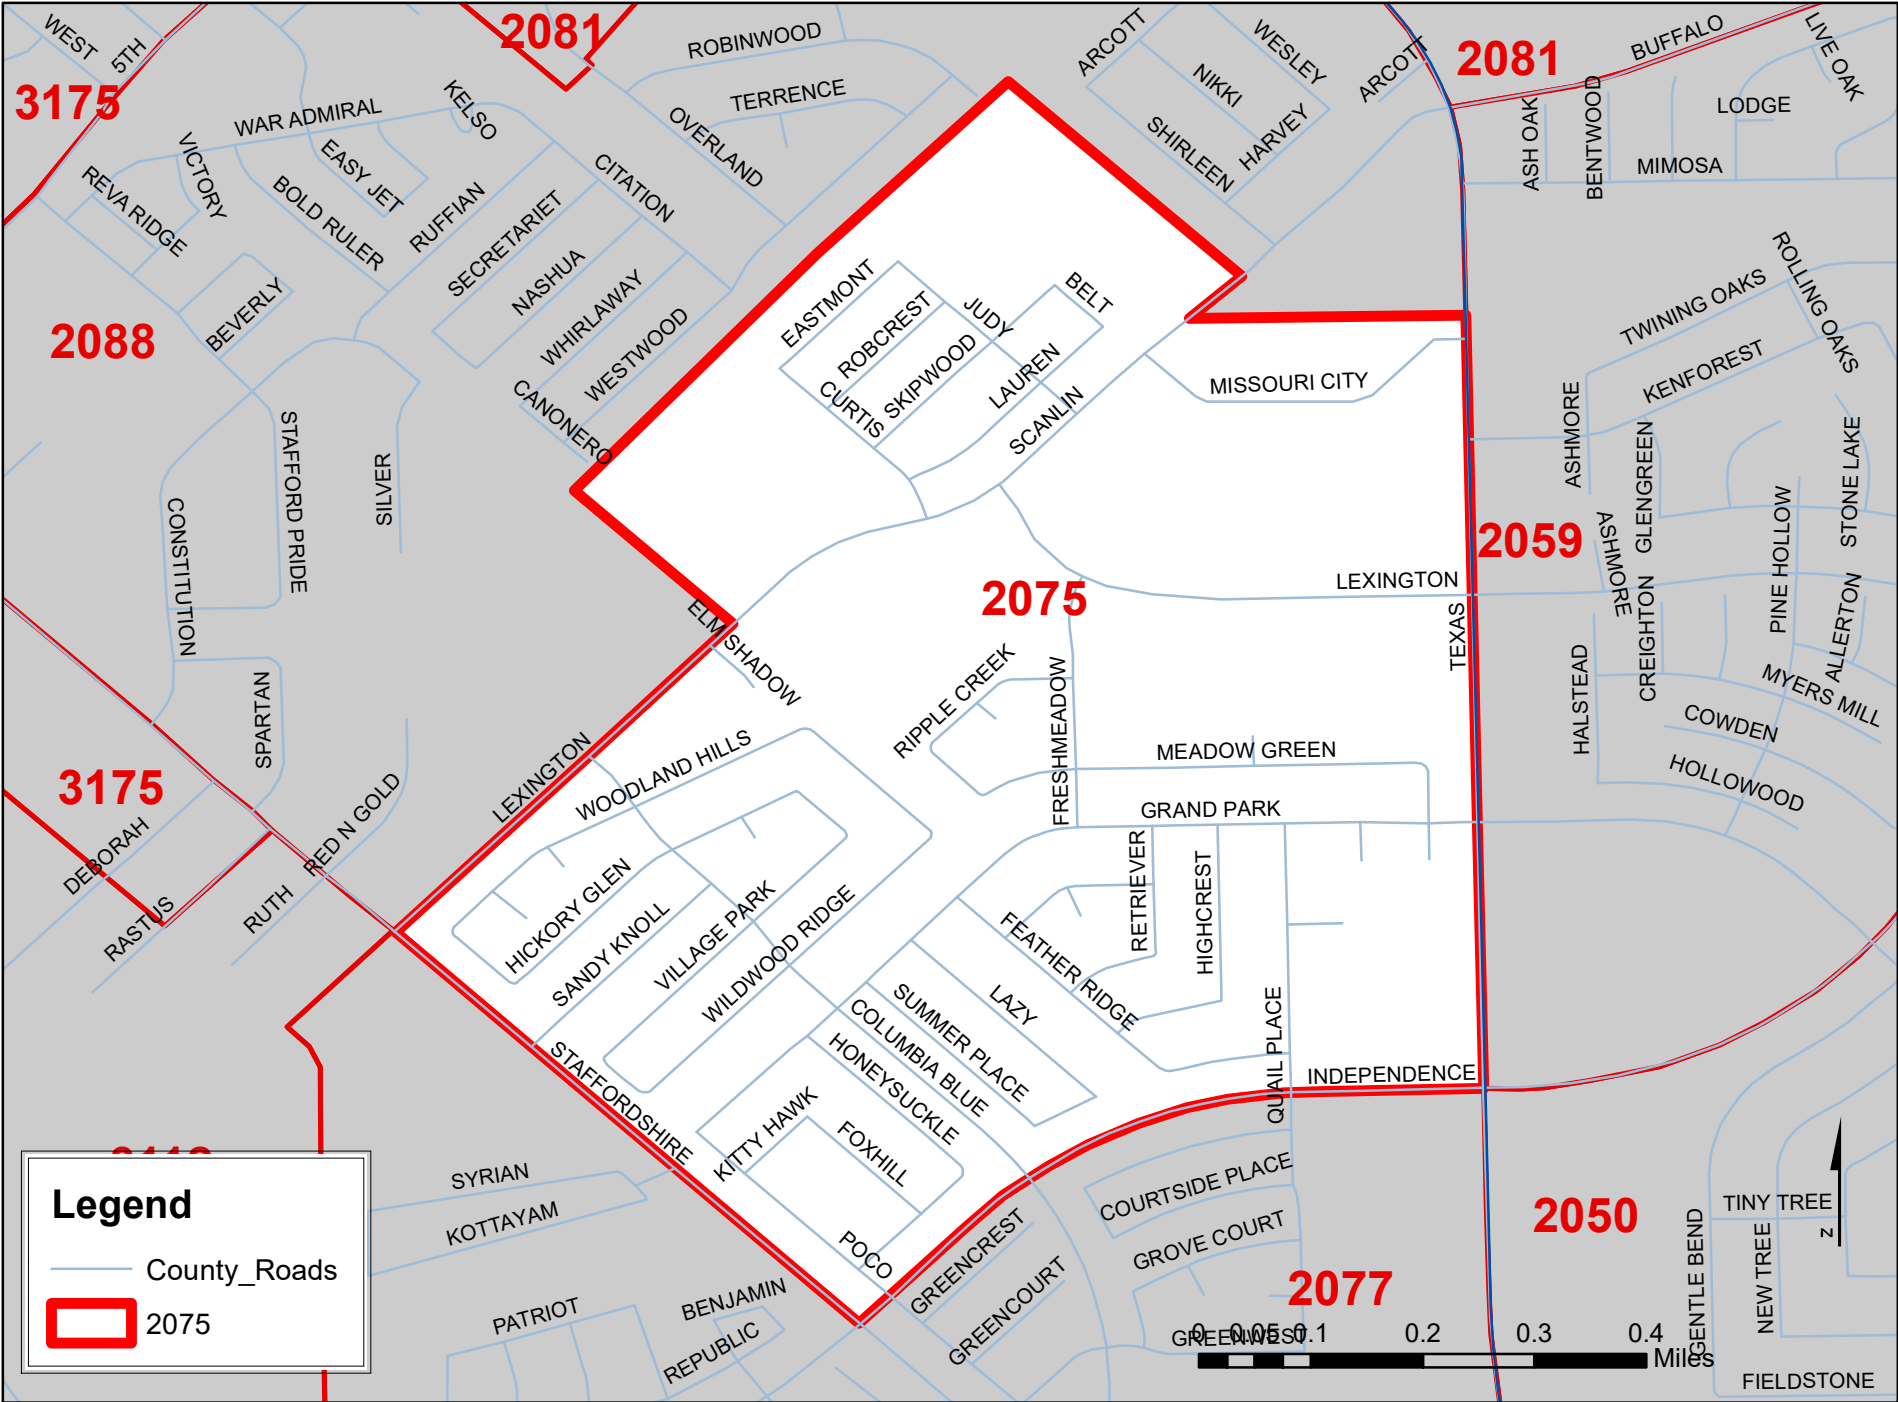 WEST
5TH
3175
2081
ROBINWOOD
TERRENCE
OVERLAND
ARCOTT
WESLEY
NIKKI
HARVEY
SHIRLEEN
ARCOTT
2081
BUFFALO
LIVE OAK
LODGE
ASH OAK
BENTWOOD
MIMOSA
KELSO
WAR ADMIRAL
VICTORY
EASY JET
REVA RIDGE
BOLD RULER
RUFFIAN
CITATION
SECRETARIET
NASHUA
WHIRLAWAY
WESTWOOD
CANONERO
BEVERLY
2088
STAFFORD PRIDE
SILVER
CONSTITUTION
SPARTAN
EASTMONT
ROBCREST
JUDY
BELT
SKIPWOOD
LAUREN
CURTIS
SCANLIN
MISSOURI CITY
TWINING OAKS
ROLLING OAKS
KENFOREST
ASHMORE
GLENGREEN
STONE LAKE
PINE HOLLOW
ASHMORE
CREIGHTON
ALLERTON
2059
LEXINGTON
TEXAS
2075
HALSTEAD
MYERS MILL
COWDEN
HOLLOWOOD
ELM SHADOW
RIPPLE CREEK
FRESHMEADOW
MEADOW GREEN
GRAND PARK
LEXINGTON
WOODLAND HILLS
3175
DEBORAH
RASTUS
RUTH
RED N GOLD
HICKORY GLEN
SANDY KNOLL
VILLAGE PARK
WILDWOOD RIDGE
RETRIEVER
HIGHCREST
FEATHER RIDGE
LAZY
SUMMER PLACE
COLUMBIA BLUE
HONEYSUCKLE
QUAIL PLACE
INDEPENDENCE
STAFFORDSHIRE
KITTY HAWK
FOXHILL
POCO
SYRIAN
KOTTAYAM
PATRIOT
BENJAMIN
REPUBLIC
GREENCREST
GREENCOURT
COURTSIDE PLACE
GROVE COURT
2077
GREENWEST
2050
TINY TREE
NEW TREE
GENTLE BEND
FIELDSTONE
Z
0 0.05 0.1 0.2 0.3 0.4
Miles
Legend
County_Roads
2075